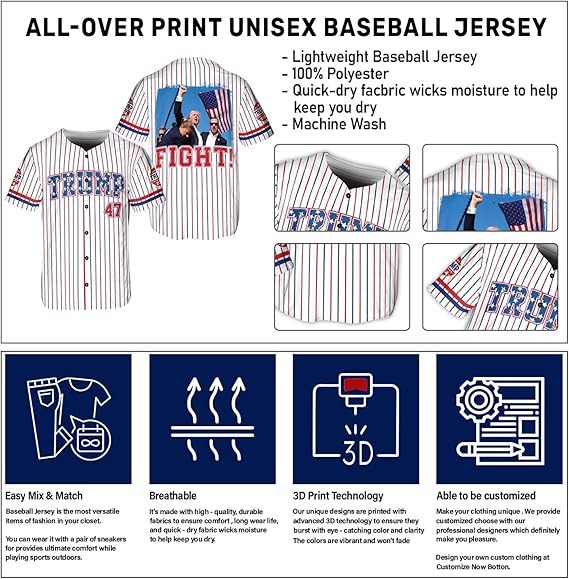 ALL-OVER PRINT UNISEX BASEBALL JERSEY
- Lightweight Baseball Jersey
- 100% Polyester
- Quick-dry facbric wicks moisture to help
keep you dry
- Machine Wash
FIGHT!
TRUMP
47
TRUMP
TRU
3D
Easy Mix & Match
Baseball Jersey is the most versatile
items of fashion in your closet.
You can wear it with a pair of sneakers
for provides ultimate comfort while
playing sports outdoors.
Breathable
It's made with high - quality, durable
fabrics to ensure comfort , long wear life,
and quick - dry fabric wicks moisture
to help keep you dry.
3D Print Technology
Our unique designs are printed with
advanced 3D technology to ensure they
burst with eye - catching color and clarity
The colors are vibrant and won't fade
Able to be customized
Make your clothing unique . We provide
customized choose with our
professional designers which definitely
make you pleasure.
Design your own custom clothing at
Customize Now Botten.